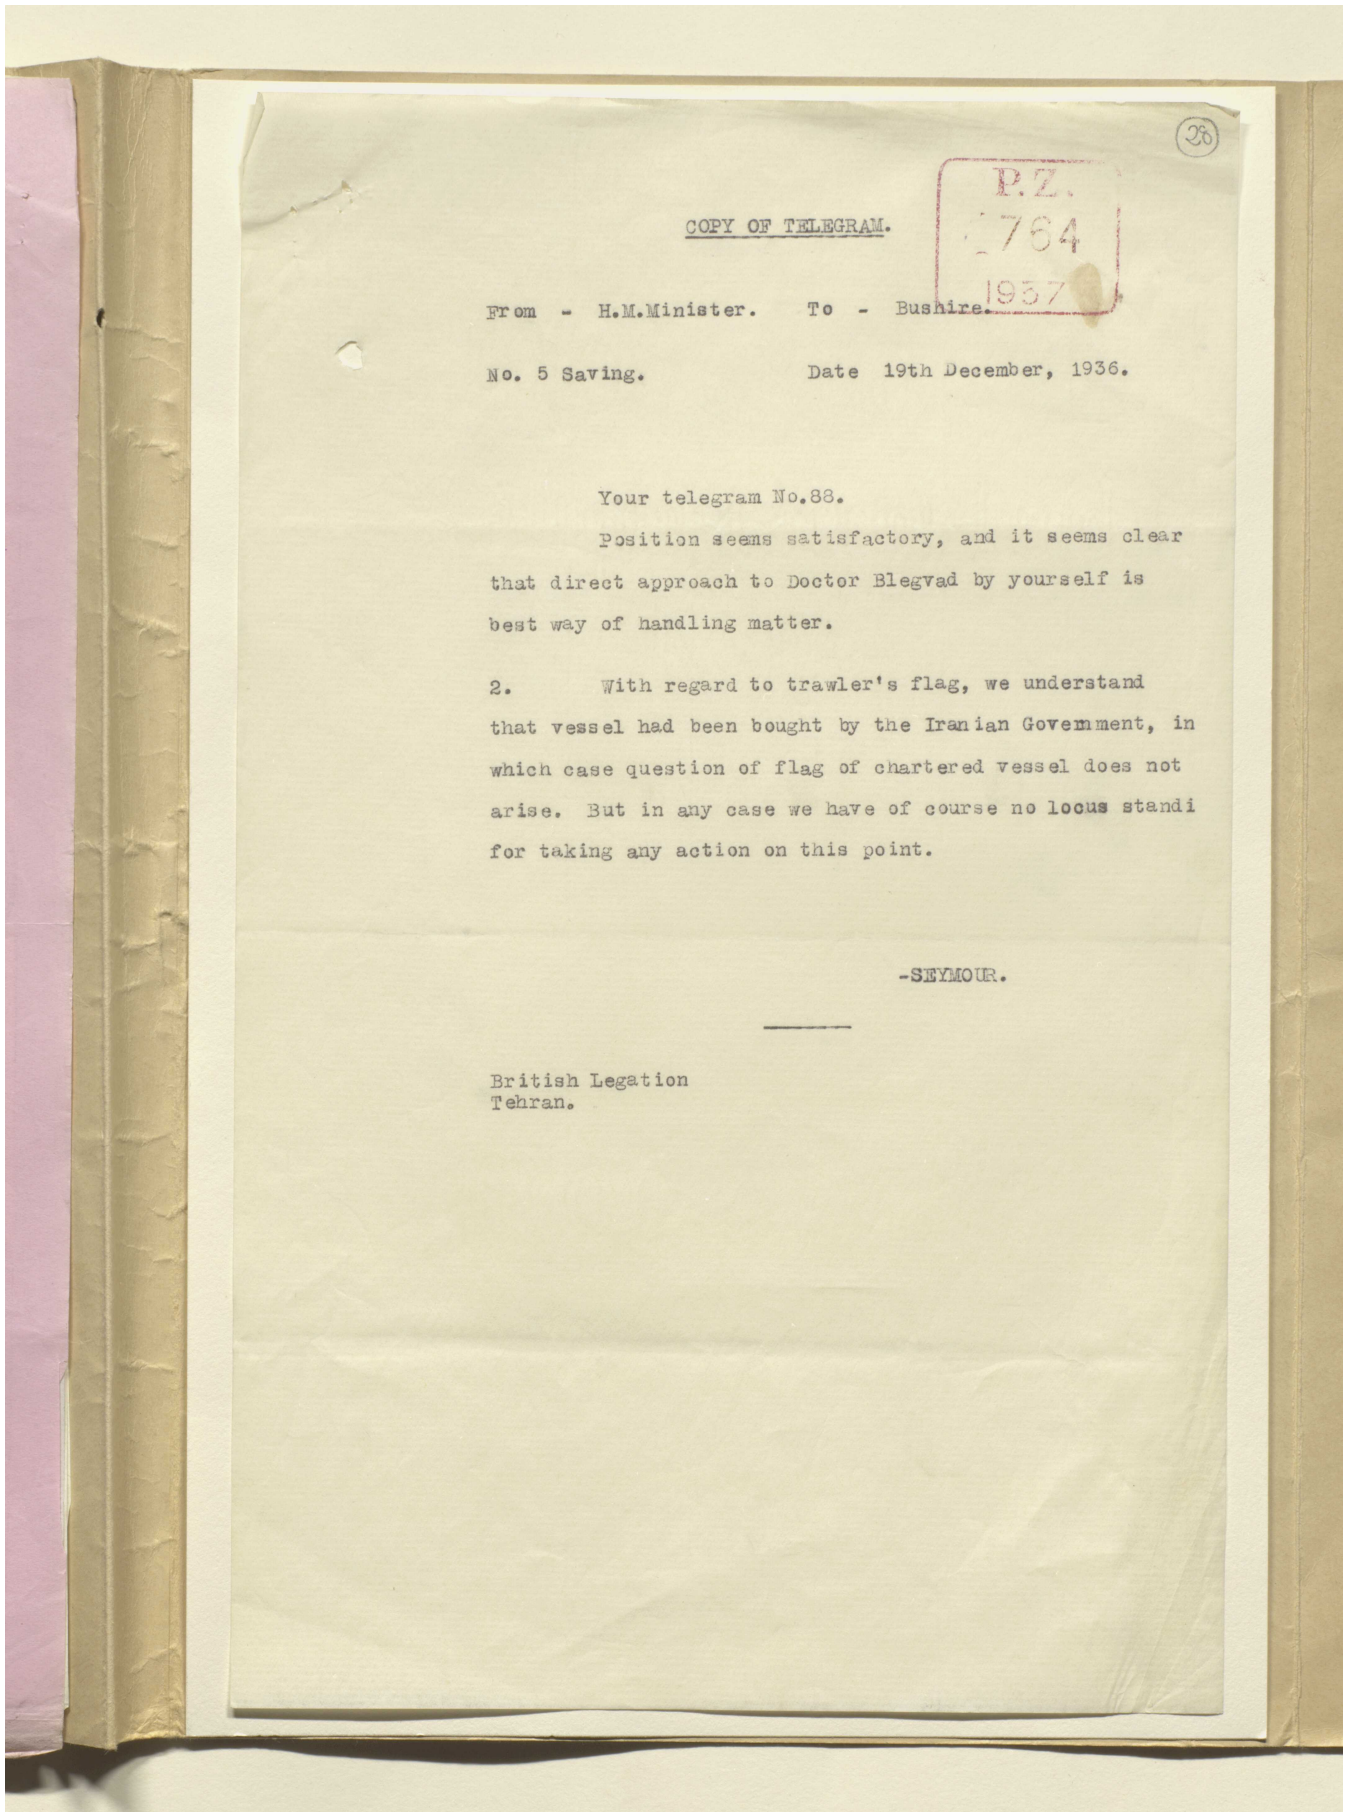 28
P.Z.
764
1937
COPY OF TELEGRAM.
From - H.M.Minister. To - Bushire.
No. 5 Saving. Date 19th December, 1936.
Your telegram No.88.
Position seems satisfactory, and it seems clear
that direct approach to Doctor Blegvad by yourself is
best way of handling matter.
2. With regard to trawler's flag, we understand
that vessel had been bought by the Iranian Government, in
which case question of flag of chartered vessel does not
arise. But in any case we have of course no locus standi
for taking any action on this point.
-SEYMOUR.
British Legation
Tehran.